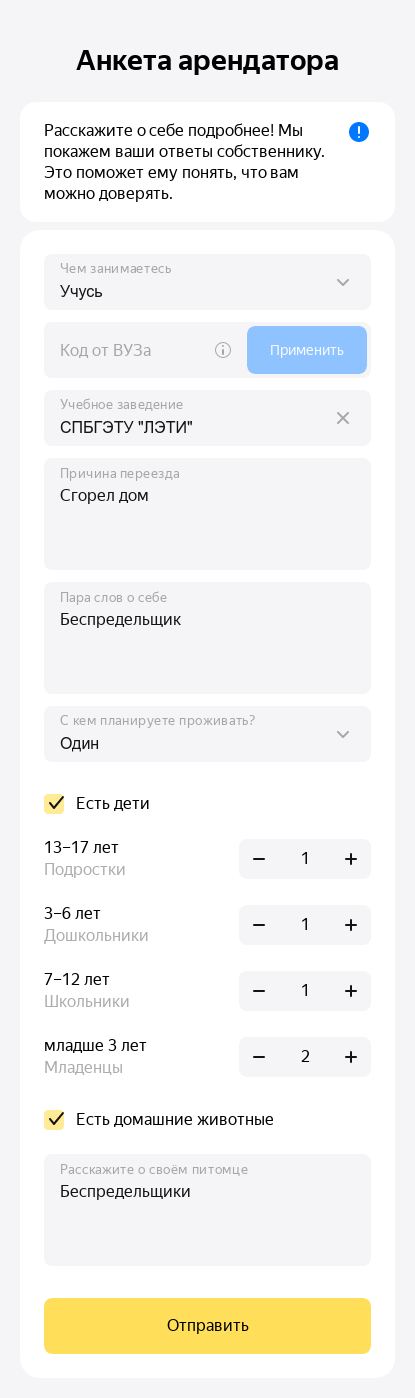 Анкета арендатора
Расскажите о себе подробнее! Мы
покажем ваши ответы собственнику.
Это поможет ему понять, что вам
можно доверять.
Чем занимаетесь
Учусь
Код от ВУЗа
Применить
Учебное заведение
СПБГЭТУ "ЛЭТИ"
Причина переезда
Сгорел дом
Пара слов о себе
Беспредельщик
С кем планируете проживать?
Один
Есть дети
13–17 лет
Подростки
1
3–6 лет
Дошкольники
1
7–12 лет
Школьники
1
младше 3 лет
Младенцы
2
Есть домашние животные
Расскажите о своём питомце
Беспредельщики
Отправить